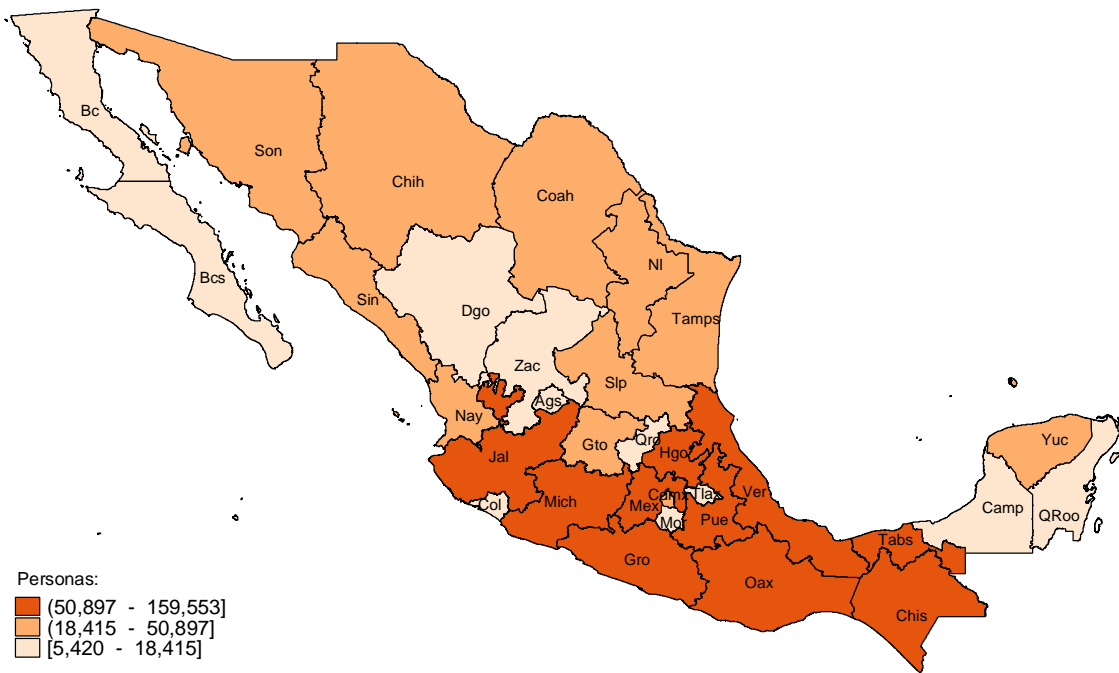 Bc
Son
Chih
Coah
Nl
Bcs
Sin
Dgo
Tamps
Zac
Slp
Ags
Nay
Gto
Qro
Hgo
Yuc
Jal
Ver
Col
Mich
Mex
Cdmx
Tlax
Mor
Pue
Camp
QRoo
Tabs
Gro
Oax
Chis
Personas:
(50,897 - 159,553]
(18,415 - 50,897]
[5,420 - 18,415]